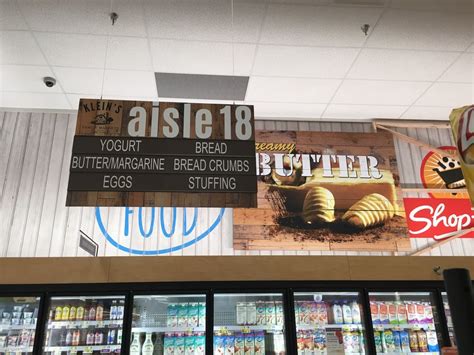 KLEIN'S
aisle 18
YOGURT BREAD
BUTTER/MARGARINE BREAD CRUMBS
EGGS STUFFING
FOOD
Creamy
BUTTER
Shop